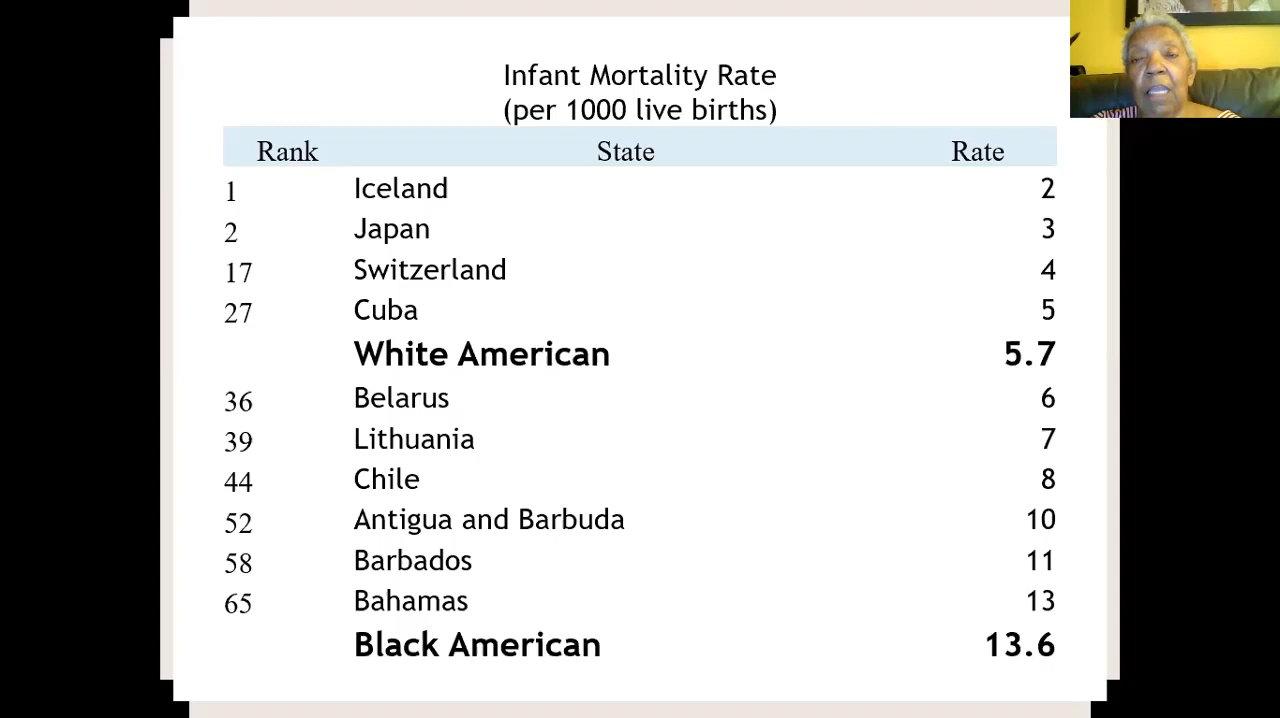 Infant Mortality Rate
(per 1000 live births)
Rank State Rate
1 Iceland 2
2 Japan 3
17 Switzerland 4
27 Cuba 5
White American 5.7
36 Belarus 6
39 Lithuania 7
44 Chile 8
52 Antigua and Barbuda 10
58 Barbados 11
65 Bahamas 13
Black American 13.6